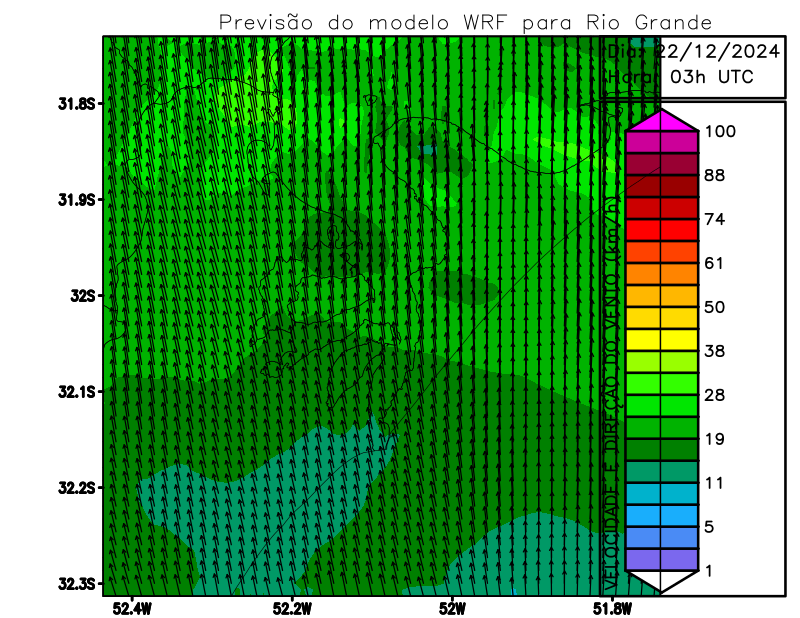 Previsão do modelo WRF para Rio Grande
Dia: 22/12/2024
Hora: 03h UTC
31.8S
31.9S
32S
32.1S
32.2S
32.3S
52.4W
52.2W
52W
51.8W
VELOCIDADE E DIREÇÃO DO VENTO (km/h)
100
88
74
61
50
38
28
19
11
5
1